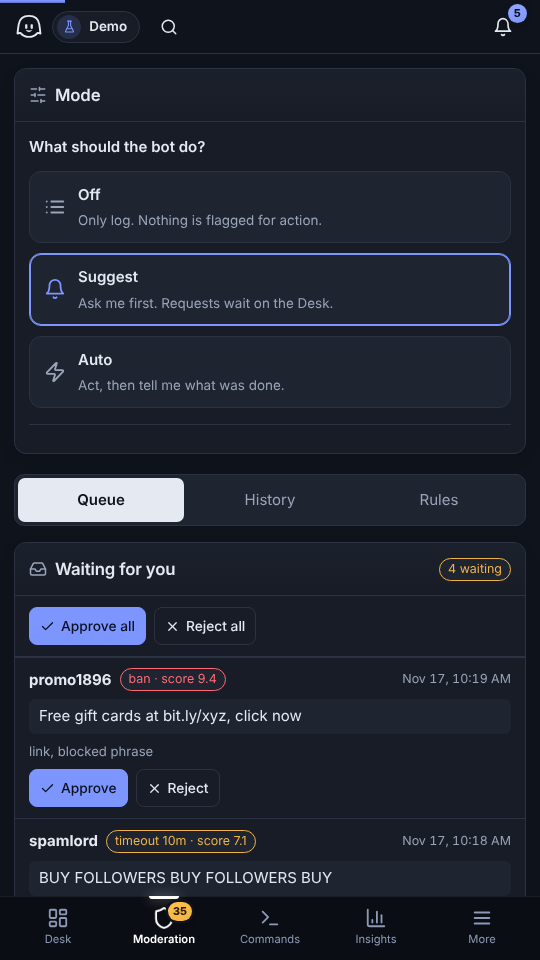 Demo
5
Mode
What should the bot do?
Off
Only log. Nothing is flagged for action.
Suggest
Ask me first. Requests wait on the Desk.
Auto
Act, then tell me what was done.
Queue History Rules
Waiting for you 4 waiting
Approve all Reject all
promo1896 ban · score 9.4 Nov 17, 10:19 AM
Free gift cards at bit.ly/xyz, click now
link, blocked phrase
Approve Reject
spamlord timeout 10m · score 7.1 Nov 17, 10:18 AM
BUY FOLLOWERS BUY FOLLOWERS BUY
35
Desk Moderation Commands Insights More